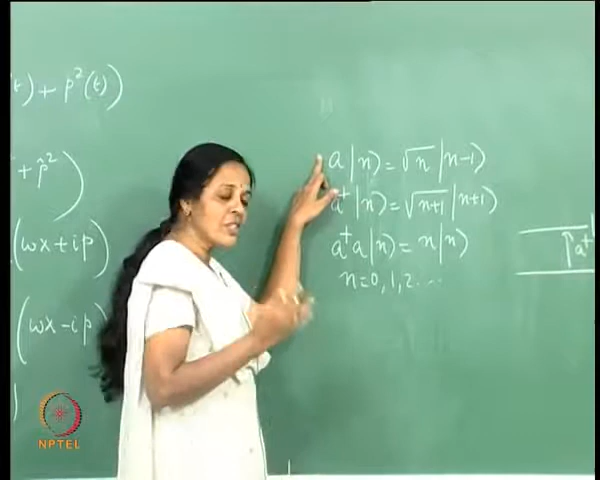 t) + p²(t))
+ p̂²)
(ωx + ip)
(ωx - ip)
a|n⟩ = √n |n-1⟩
a†|n⟩ = √n+1 |n+1⟩
a†a|n⟩ = n|n⟩
n=0,1,2...
↑a†
NPTEL